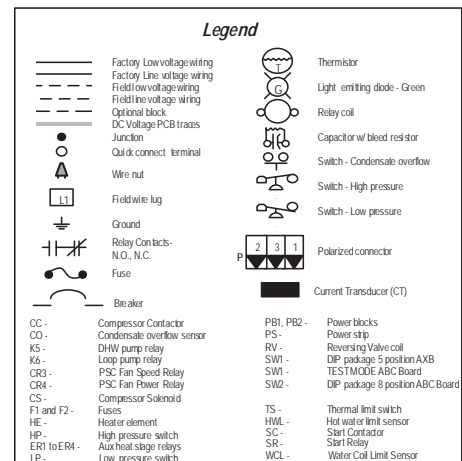 Legend
Factory Low voltage wiring
Factory Line voltage wiring
Field low voltage wiring
Field line voltage wiring
Optional block
DC Voltage PCB traces
Junction
Quick connect terminal
Wire nut
L1
Field wire lug
Ground
Relay Contacts-
N.O., N.C.
Fuse
Breaker
T
Thermistor
G
Light emitting diode - Green
Relay coil
Capacitor w/ bleed resistor
Switch - Condensate overflow
Switch - High pressure
Switch - Low pressure
P
2 3 1
Polarized connector
Current Transducer (CT)
CC - Compressor Contactor
CO - Condensate overflow sensor
K5 - DHW pump relay
K6 - Loop pump relay
CR3 - PSC Fan Speed Relay
CR4 - PSC Fan Power Relay
CS - Compressor Solenoid
F1 and F2 - Fuses
HE - Heater element
HP - High pressure switch
ER1 to ER4 - Aux heat stage relays
LP - Low pressure switch
PB1, PB2 - Power blocks
PS - Power strip
RV - Reversing Valve coil
SW1 - DIP package 5 position AXB
SW1 - TEST MODE ABC Board
SW2 - DIP package 8 position ABC Board
TS - Thermal limit switch
HWL - Hot water limit sensor
SC - Start Contactor
SR - Start Relay
WCL - Water Coil Limit Sensor